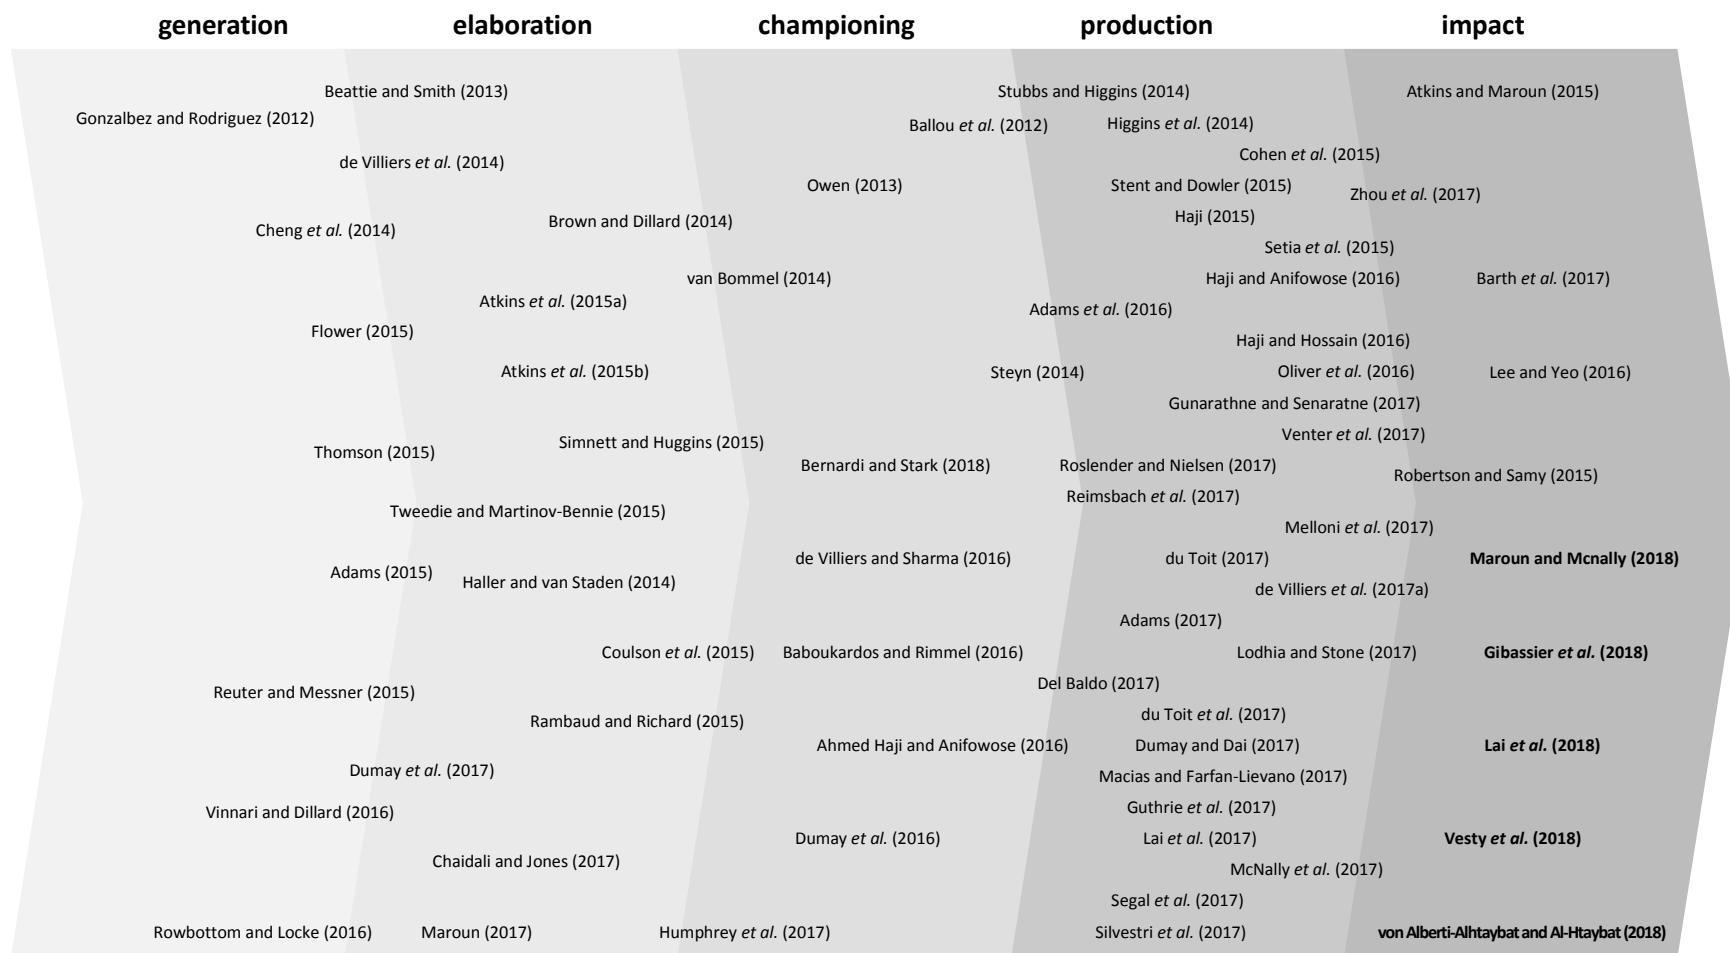 generation elaboration championing production impact
Beattie and Smith (2013) Stubbs and Higgins (2014) Atkins and Maroun (2015)
Gonzalbez and Rodriguez (2012) Ballou et al. (2012) Higgins et al. (2014)
Cohen et al. (2015)
de Villiers et al. (2014)
Owen (2013) Stent and Dowler (2015) Zhou et al. (2017)
Haji (2015)
Cheng et al. (2014) Brown and Dillard (2014)
Setia et al. (2015)
van Bommel (2014) Haji and Anifowose (2016) Barth et al. (2017)
Atkins et al. (2015a) Adams et al. (2016)
Flower (2015) Haji and Hossain (2016)
Atkins et al. (2015b) Steyn (2014) Oliver et al. (2016) Lee and Yeo (2016)
Gunarathne and Senaratne (2017)
Simnett and Huggins (2015) Venter et al. (2017)
Thomson (2015) Bernardi and Stark (2018) Roslender and Nielsen (2017) Robertson and Samy (2015)
Reimsbach et al. (2017)
Tweedie and Martinov-Bennie (2015) Melloni et al. (2017)
de Villiers and Sharma (2016) du Toit (2017) Maroun and Mcnally (2018)
Adams (2015) Haller and van Staden (2014) de Villiers et al. (2017a)
Adams (2017)
Coulson et al. (2015) Baboukardos and Rimmel (2016) Lodhia and Stone (2017) Gibassier et al. (2018)
Reuter and Messner (2015) Del Baldo (2017)
Rambaud and Richard (2015) du Toit et al. (2017)
Ahmed Haji and Anifowose (2016) Dumay and Dai (2017) Lai et al. (2018)
Dumay et al. (2017) Macias and Farfan-Lievano (2017)
Vinnari and Dillard (2016) Guthrie et al. (2017)
Dumay et al. (2016) Lai et al. (2017) Vesty et al. (2018)
Chaidali and Jones (2017) McNally et al. (2017)
Segal et al. (2017)
Rowbottom and Locke (2016) Maroun (2017) Humphrey et al. (2017) Silvestri et al. (2017) von Alberti-Alhtaybat and Al-Htaybat (2018)